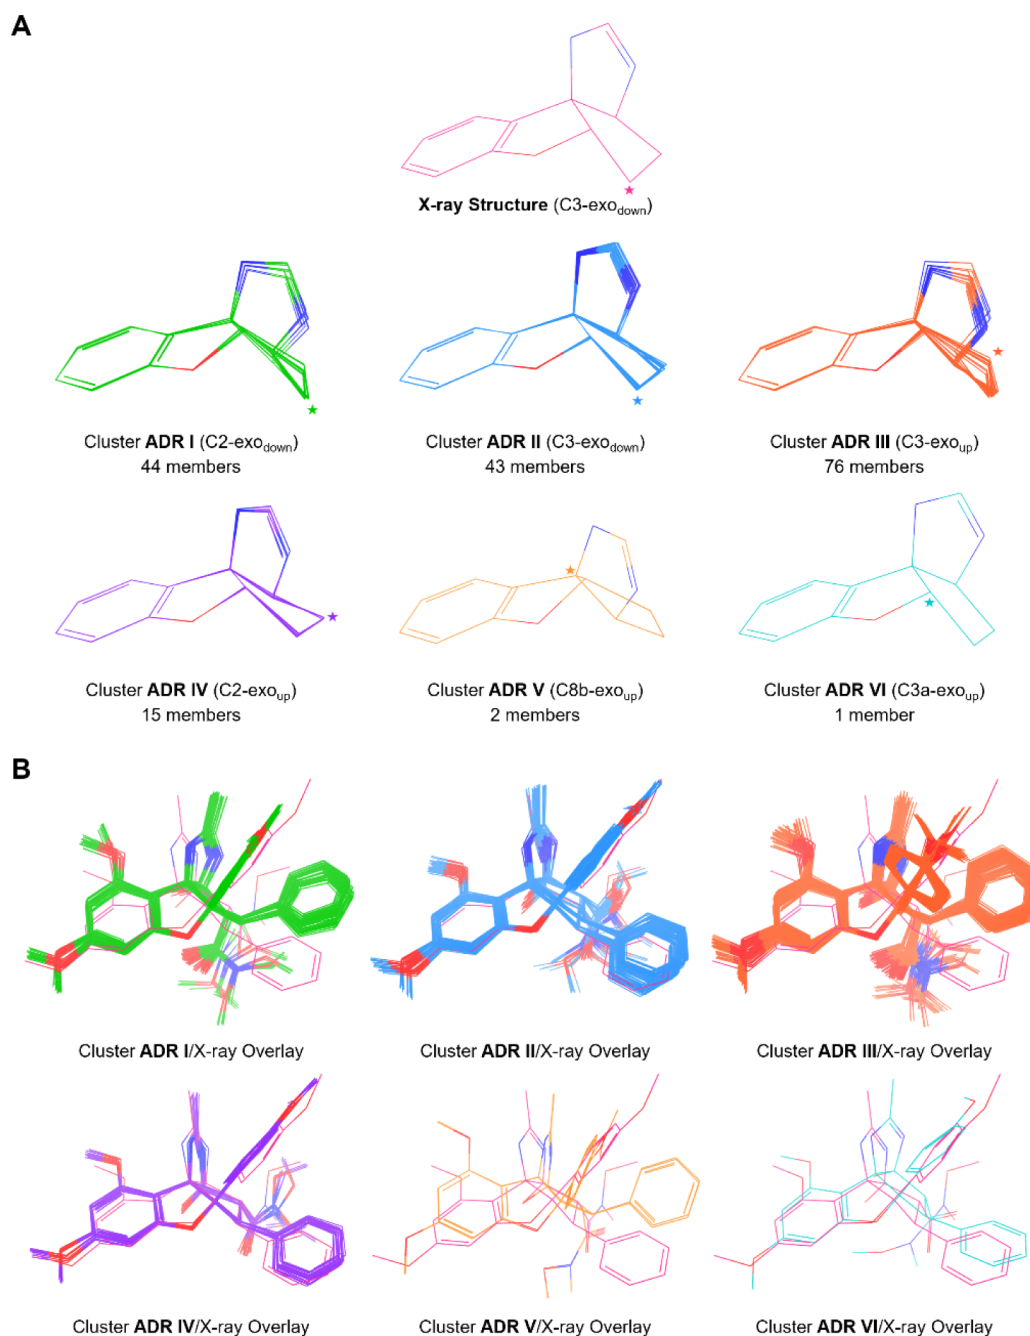 A
X-ray Structure (C3-exodown)
Cluster ADR I (C2-exodown)
44 members
Cluster ADR II (C3-exodown)
43 members
Cluster ADR III (C3-exoup)
76 members
Cluster ADR IV (C2-exoup)
15 members
Cluster ADR V (C8b-exoup)
2 members
Cluster ADR VI (C3a-exoup)
1 member
B
Cluster ADR I/X-ray Overlay
Cluster ADR II/X-ray Overlay
Cluster ADR III/X-ray Overlay
Cluster ADR IV/X-ray Overlay
Cluster ADR V/X-ray Overlay
Cluster ADR VI/X-ray Overlay